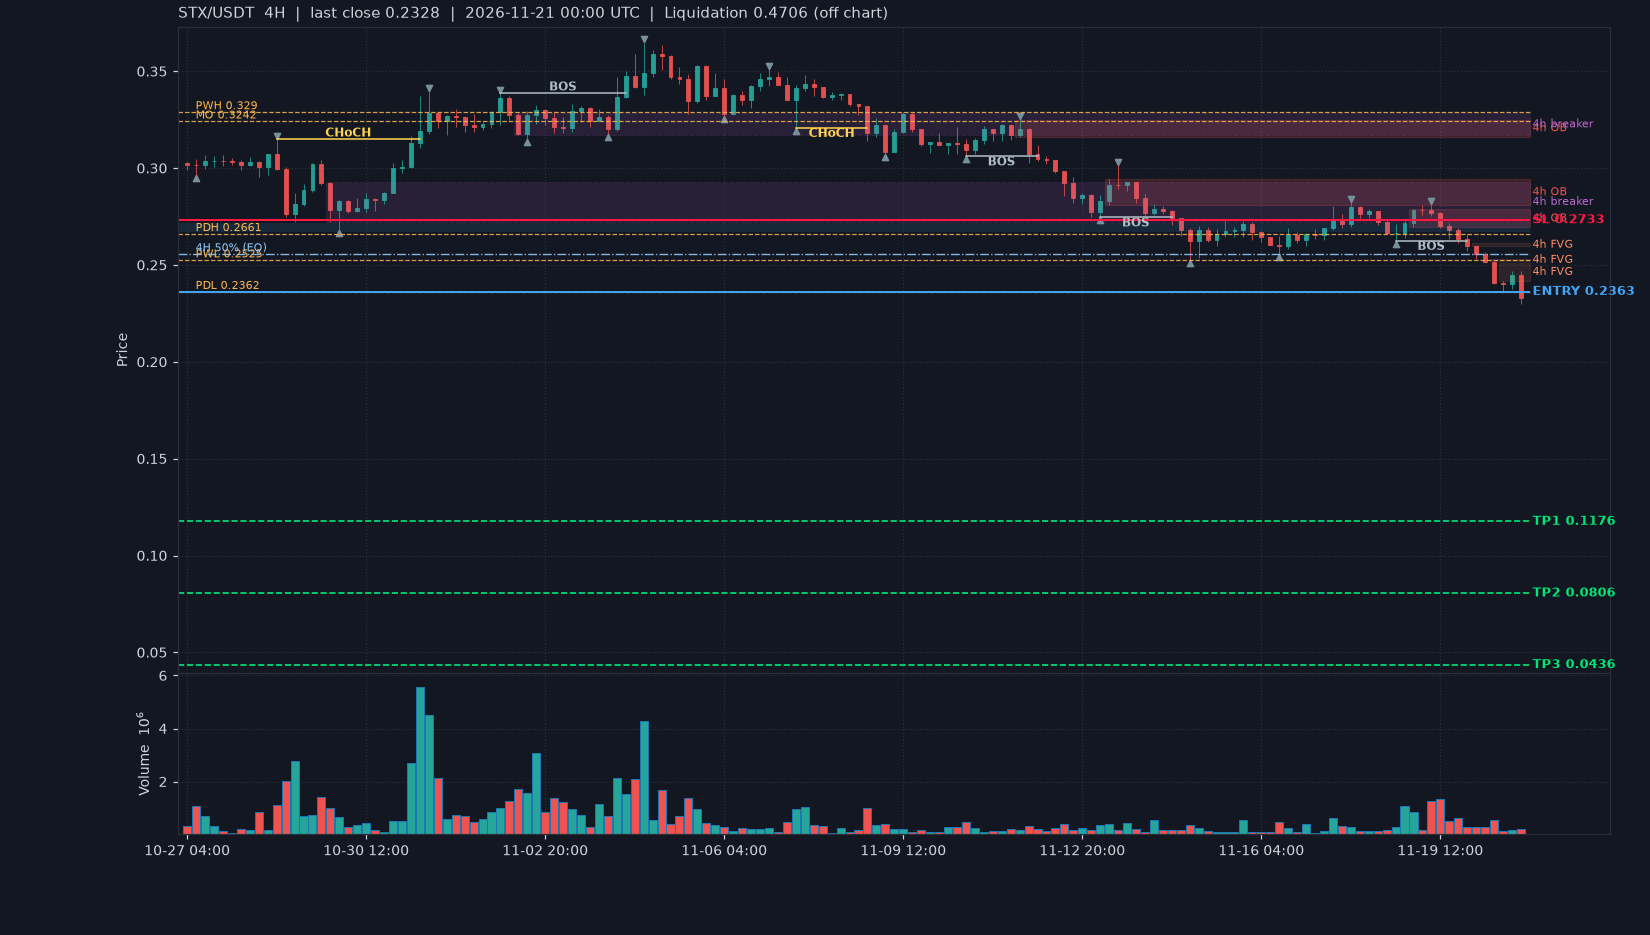 STX/USDT  4H  |  last close 0.2328  |  2026-11-21 00:00 UTC  |  Liquidation 0.4706 (off chart)
Price
0.35
0.30
0.25
0.20
0.15
0.10
0.05
PWH 0.329
MO 0.3242
CHoCH
BOS
CHoCH
BOS
BOS
BOS
PDH 0.2661
4H 50% (EQ)
PWL 0.2525
PDL 0.2362
4h breaker
4h OB
4h OB
4h breaker
4h OB
SL 0.2733
4h FVG
4h FVG
4h FVG
ENTRY 0.2363
TP1 0.1176
TP2 0.0806
TP3 0.0436
Volume 10⁶
6
4
2
10-27 04:00
10-30 12:00
11-02 20:00
11-06 04:00
11-09 12:00
11-12 20:00
11-16 04:00
11-19 12:00